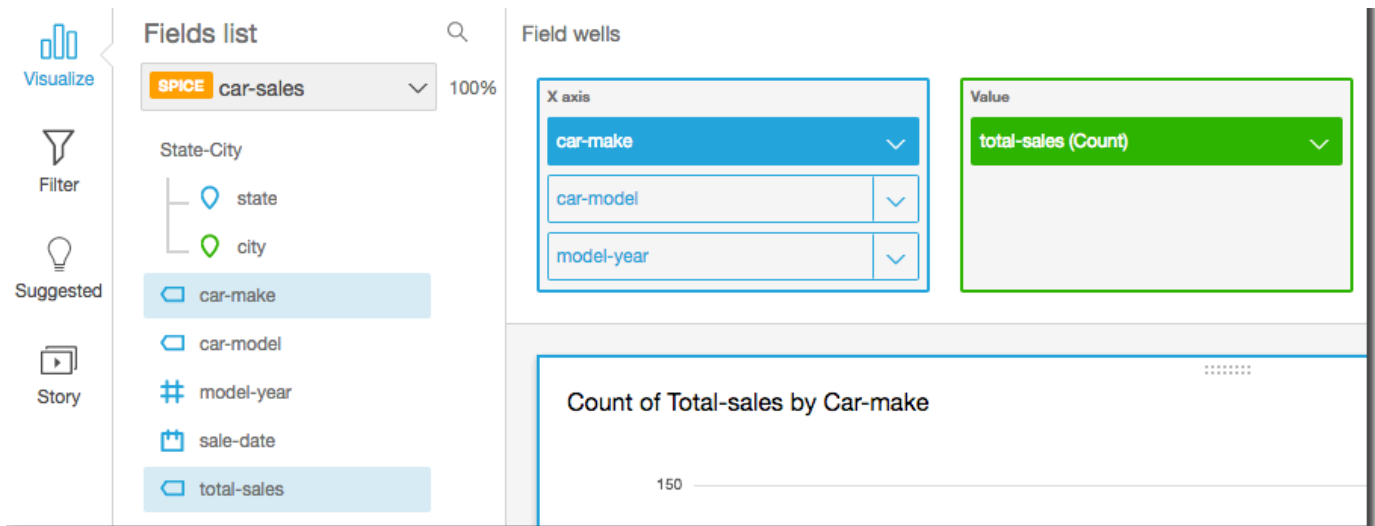 Visualize
Filter
Suggested
Story
Fields list
SPICE car-sales
100%
State-City
state
city
car-make
car-model
model-year
sale-date
total-sales
Field wells
X axis
car-make
car-model
model-year
Value
total-sales (Count)
Count of Total-sales by Car-make
150